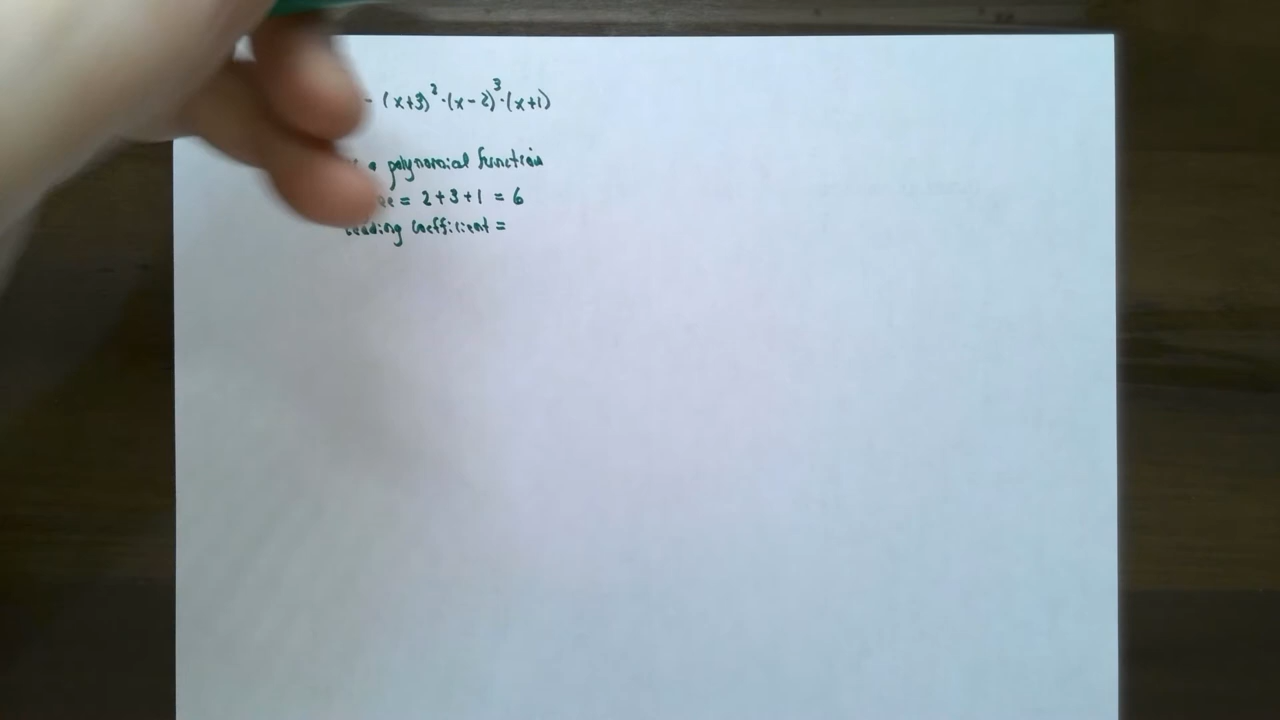 - (x+3)²·(x-2)³·(x+1)
a polynomial function
= 2+3+1 = 6
leading coefficient =